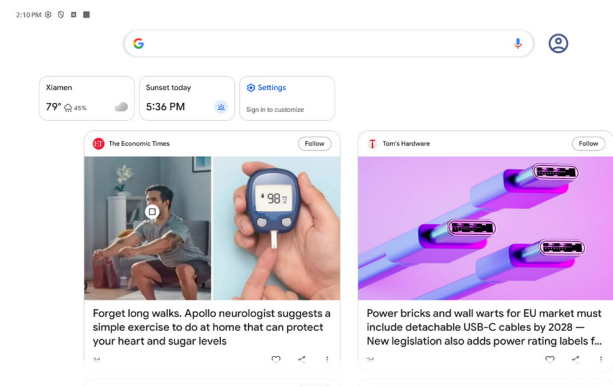 2:10 PM
Xiamen
79° 45%
Sunset today
5:36 PM
Settings
Sign in to customize
ET The Economic Times
Follow
98
Forget long walks. Apollo neurologist suggests a
simple exercise to do at home that can protect
your heart and sugar levels
Tom's Hardware
Follow
Power bricks and wall warts for EU market must
include detachable USB-C cables by 2028 —
New legislation also adds power rating labels f...